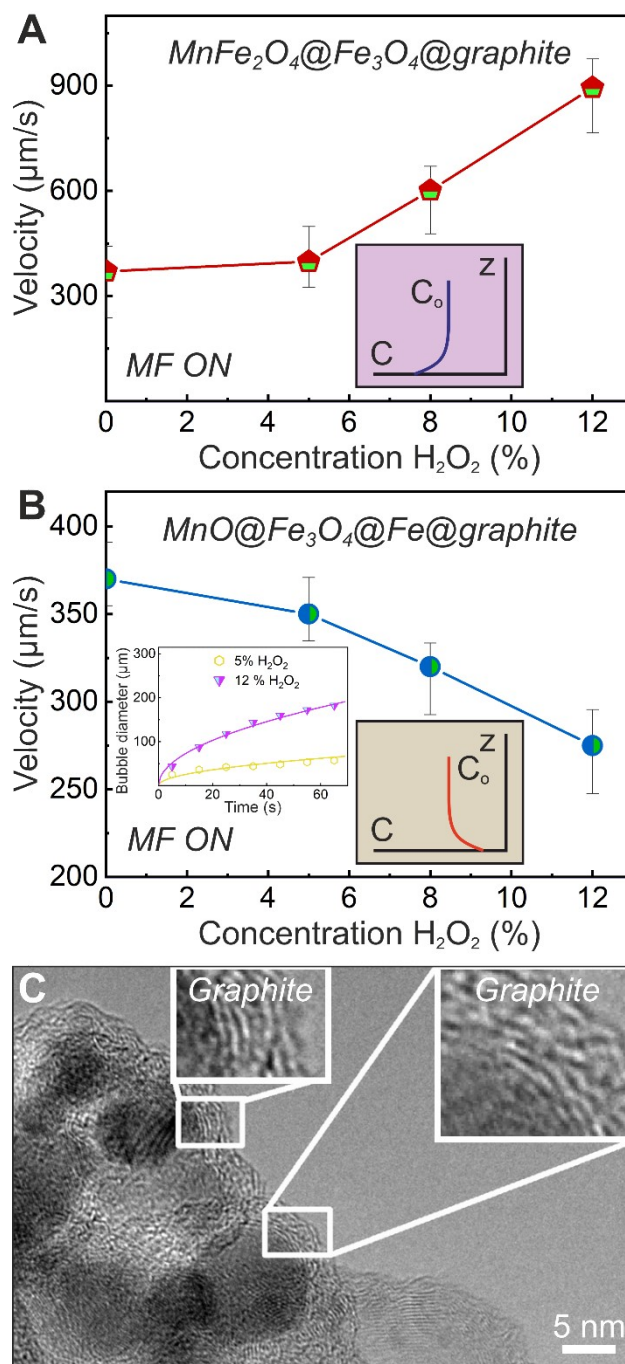 A
MnFe₂O₄@Fe₃O₄@graphite
Velocity (µm/s)
900
600
300
z
Cₒ
C
MF ON
0 2 4 6 8 10 12
Concentration H₂O₂ (%)
B
MnO@Fe₃O₄@Fe@graphite
Velocity (µm/s)
400
350
300
250
200
Bubble diameter (µm)
300
200
100
5% H₂O₂
12 % H₂O₂
0 20 40 60
Time (s)
z
Cₒ
C
MF ON
0 2 4 6 8 10 12
Concentration H₂O₂ (%)
C
Graphite
Graphite
5 nm